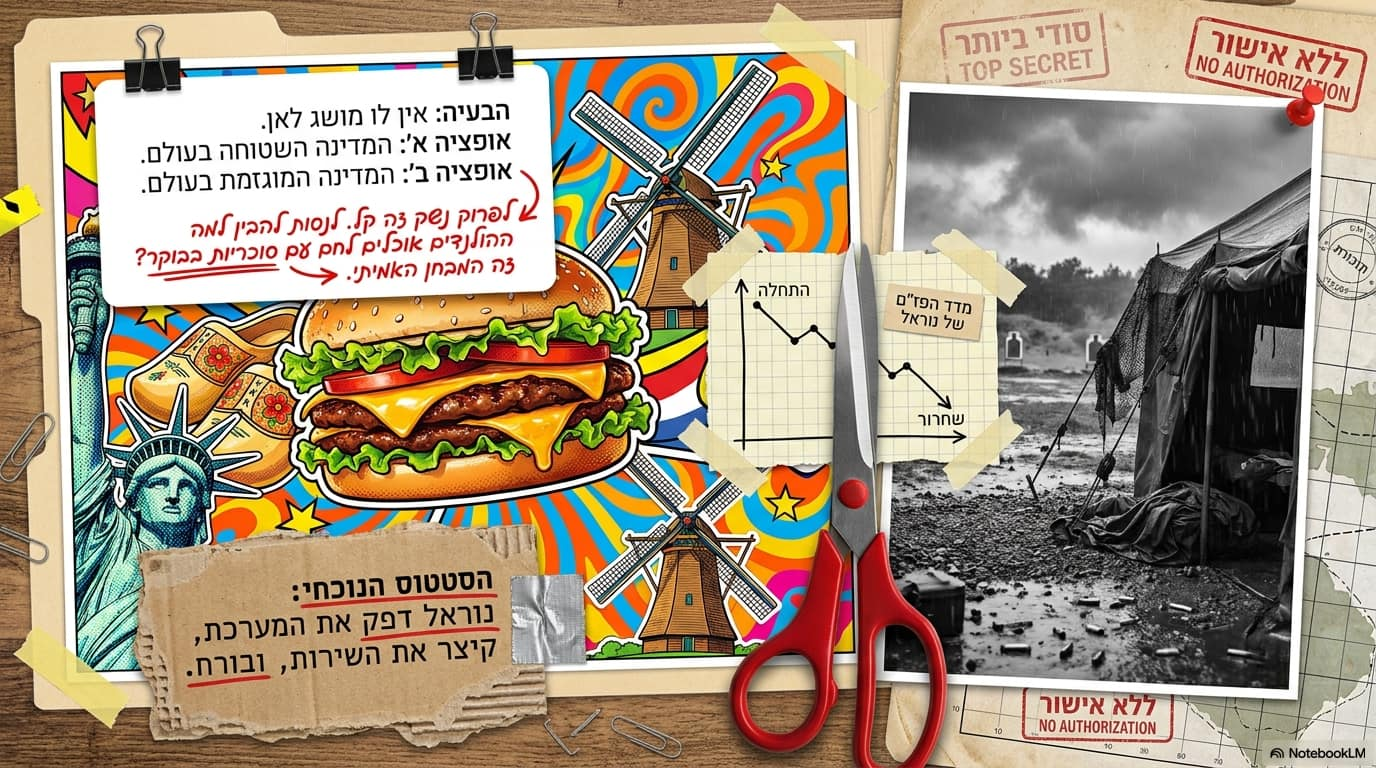 הבעיה: אין לו מושג לאן.
אופציה א': המדינה השטוחה בעולם.
אופציה ב': המדינה המוגזמת בעולם.
לפרוק נשק זה קל. לנסות להבין למה
ההולנדים אוכלים לחם עם סוכריות בבוקר?
זה המבחן האמיתי.
הסטטוס הנוכחי:
נוראל דפק את המערכת,
קיצר את השירות, ובורח.
התחלה
מדד הפז"ם
של נוראל
שחרור
סודי ביותר
TOP SECRET
ללא אישור
NO AUTHORIZATION
ללא אישור
NO AUTHORIZATION
NotebookLM